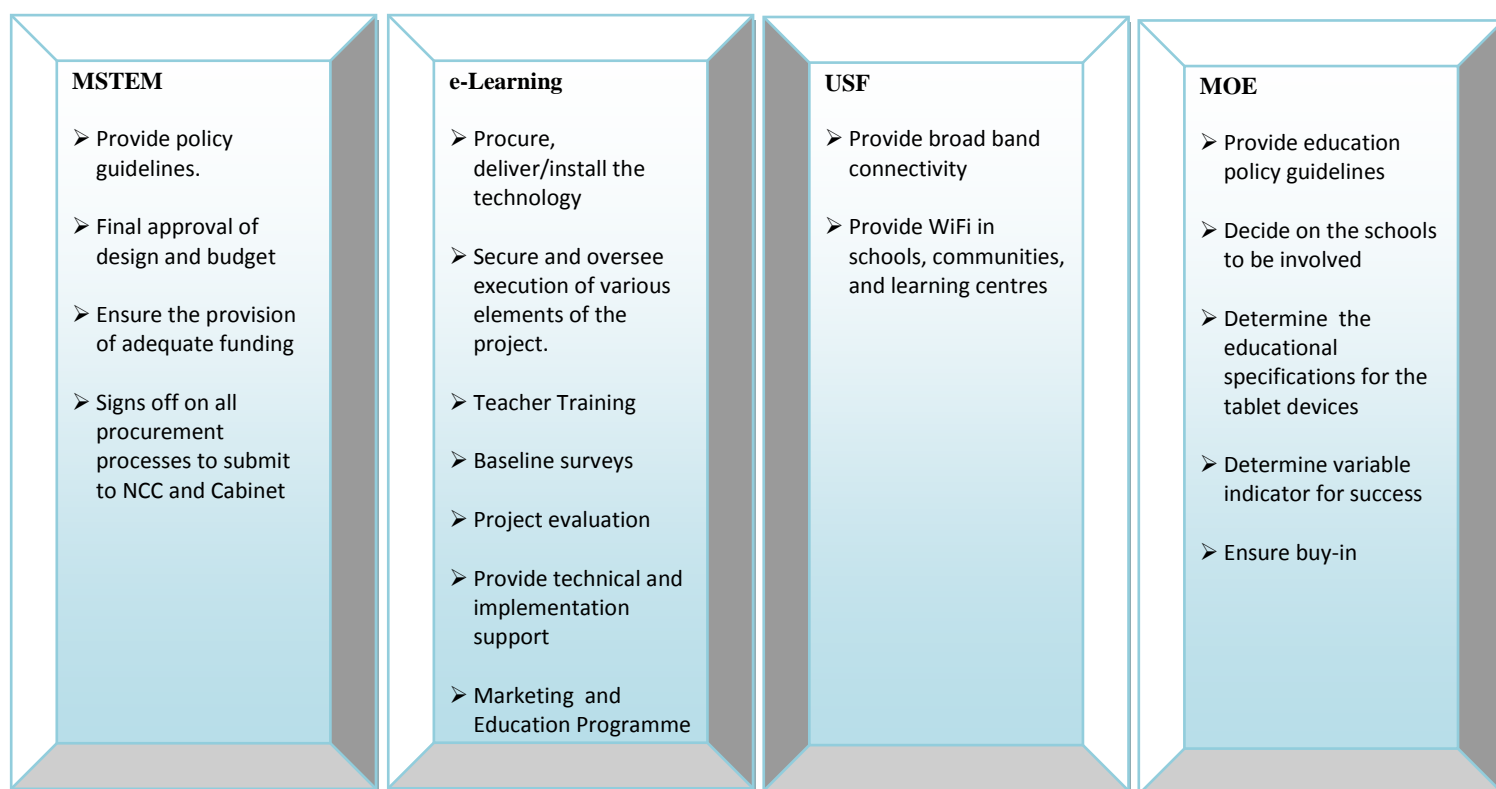 MSTEM
➢ Provide policy
guidelines.
➢ Final approval of
design and budget
➢ Ensure the provision
of adequate funding
➢ Signs off on all
procurement
processes to submit
to NCC and Cabinet
e-Learning
➢ Procure,
deliver/install the
technology
➢ Secure and oversee
execution of various
elements of the
project.
➢ Teacher Training
➢ Baseline surveys
➢ Project evaluation
➢ Provide technical and
implementation
support
➢ Marketing and
Education Programme
USF
➢ Provide broad band
connectivity
➢ Provide WiFi in
schools, communities,
and learning centres
MOE
➢ Provide education
policy guidelines
➢ Decide on the schools
to be involved
➢ Determine the
educational
specifications for the
tablet devices
➢ Determine variable
indicator for success
➢ Ensure buy-in